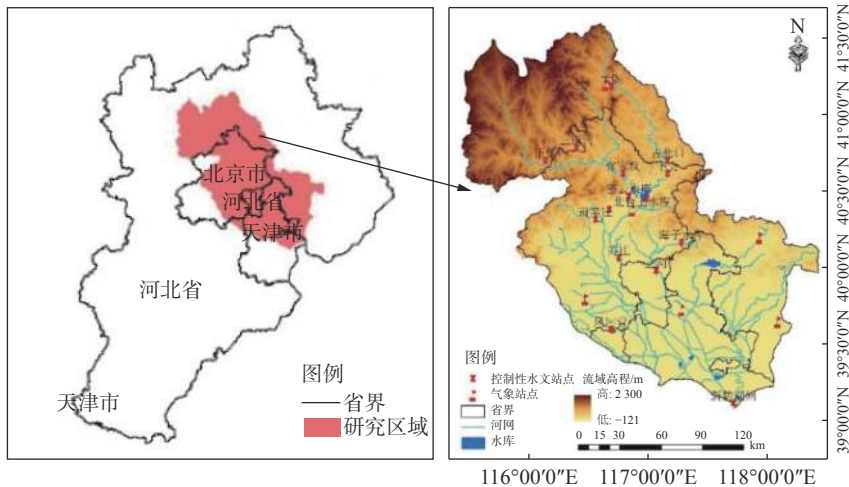 北京市
河北省
天津市
河北省
天津市
图例
省界
研究区域
N
密云水库
图例
控制性水文站点
气象站点
省界
河网
水库
流域高程/m
高: 2 300
低: −121
0 15 30 60 90 120
km
41°30′0″N
41°00′0″N
40°30′0″N
40°00′0″N
39°30′0″N
39°00′0″N
116°00′0″E
117°00′0″E
118°00′0″E